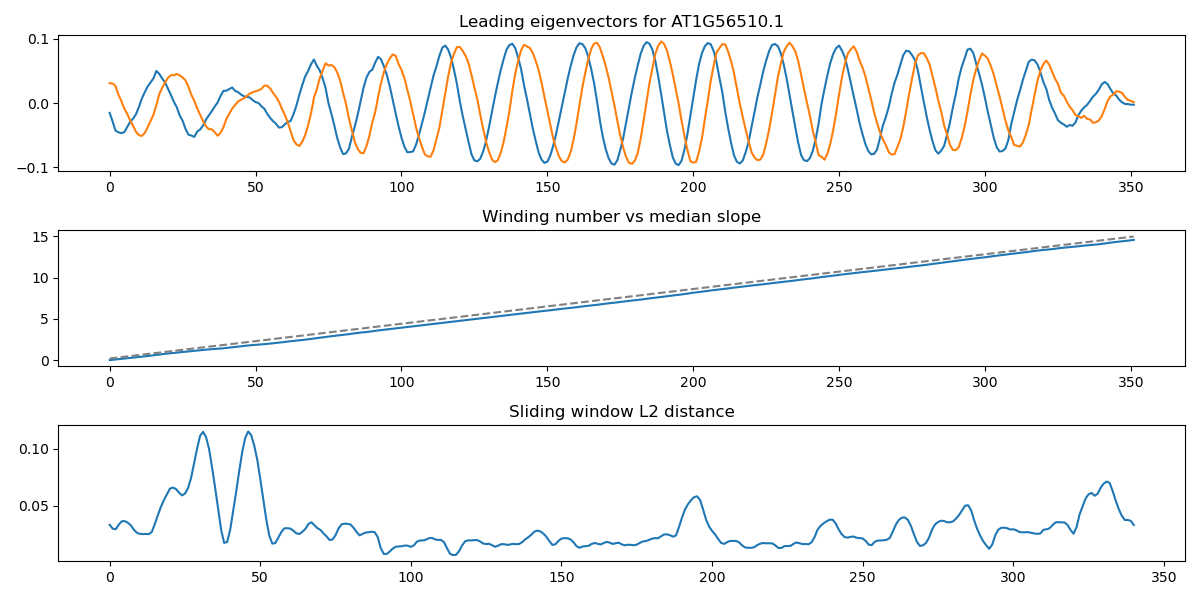 Leading eigenvectors for AT1G56510.1
0.1
0.0
−0.1
0 50 100 150 200 250 300 350
Winding number vs median slope
15
10
5
0
0 50 100 150 200 250 300 350
Sliding window L2 distance
0.10
0.05
0 50 100 150 200 250 300 350